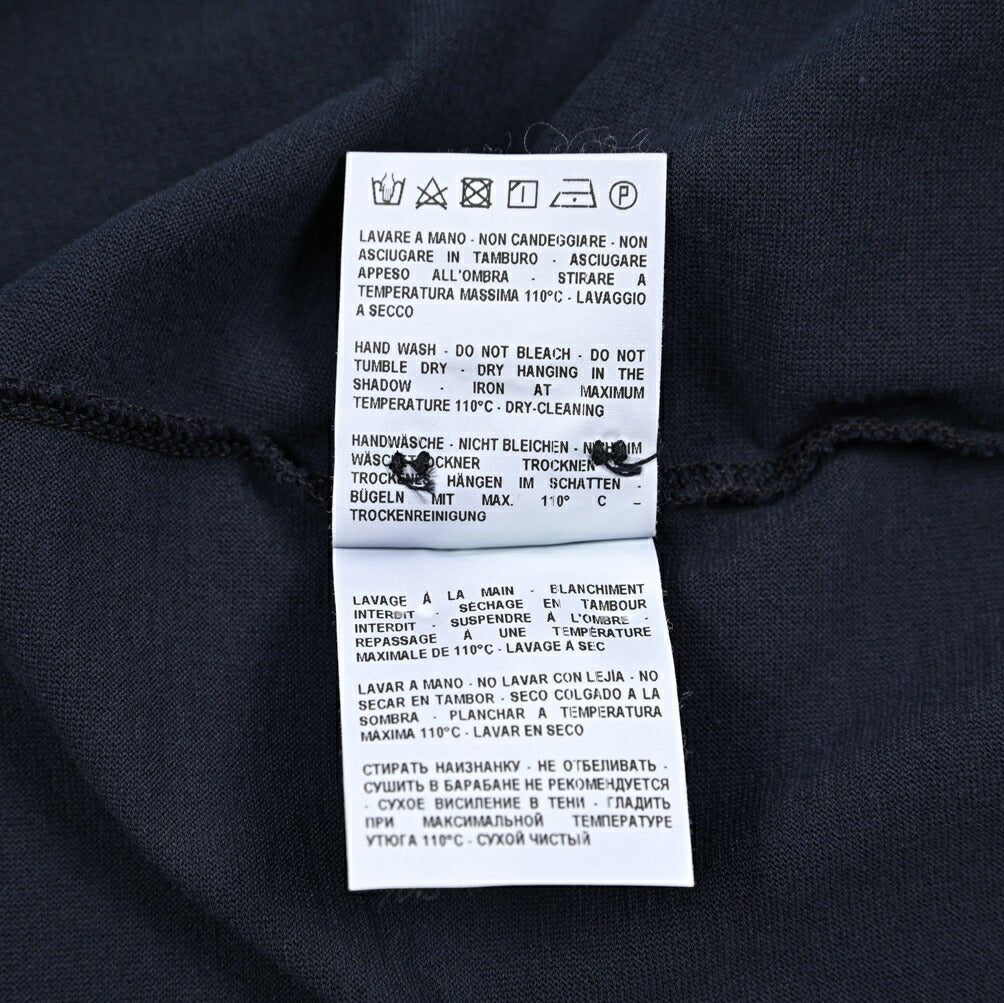 P
LAVARE A MANO - NON CANDEGGIARE - NON
ASCIUGARE IN TAMBURO - ASCIUGARE
APPESO ALL'OMBRA - STIRARE A
TEMPERATURA MASSIMA 110°C - LAVAGGIO
A SECCO
HAND WASH - DO NOT BLEACH - DO NOT
TUMBLE DRY - DRY HANGING IN THE
SHADOW - IRON AT MAXIMUM
TEMPERATURE 110°C - DRY-CLEANING
HANDWÄSCHE - NICHT BLEICHEN - IM
TROCKNEN
HÄNGEN IM SCHATTEN -
BÜGELN MIT MAX. 110° C –
TROCKENREINIGUNG
LAVAGE À LA MAIN - BLANCHIMENT
INTERDIT - SÉCHAGE EN TAMBOUR
INTERDIT - SUSPENDRE À L'OMBRE -
REPASSAGE À UNE TEMPÉRATURE
MAXIMALE DE 110°C - LAVAGE À SEC
LAVAR A MANO - NO LAVAR CON LEJÍA - NO
SECAR EN TAMBOR - SECO COLGADO A LA
SOMBRA - PLANCHAR A TEMPERATURA
MÁXIMA 110°C - LAVAR EN SECO
СТИРАТЬ НАИЗНАНКУ - НЕ ОТБЕЛИВАТЬ -
СУШИТЬ В БАРАБАНЕ НЕ РЕКОМЕНДУЕТСЯ
- СУХОЕ ВИСИЛЕНИЕ В ТЕНИ - ГЛАДИТЬ
ПРИ МАКСИМАЛЬНОЙ ТЕМПЕРАТУРЕ
УТЮГА 110°C - СУХОЙ ЧИСТЫЙ